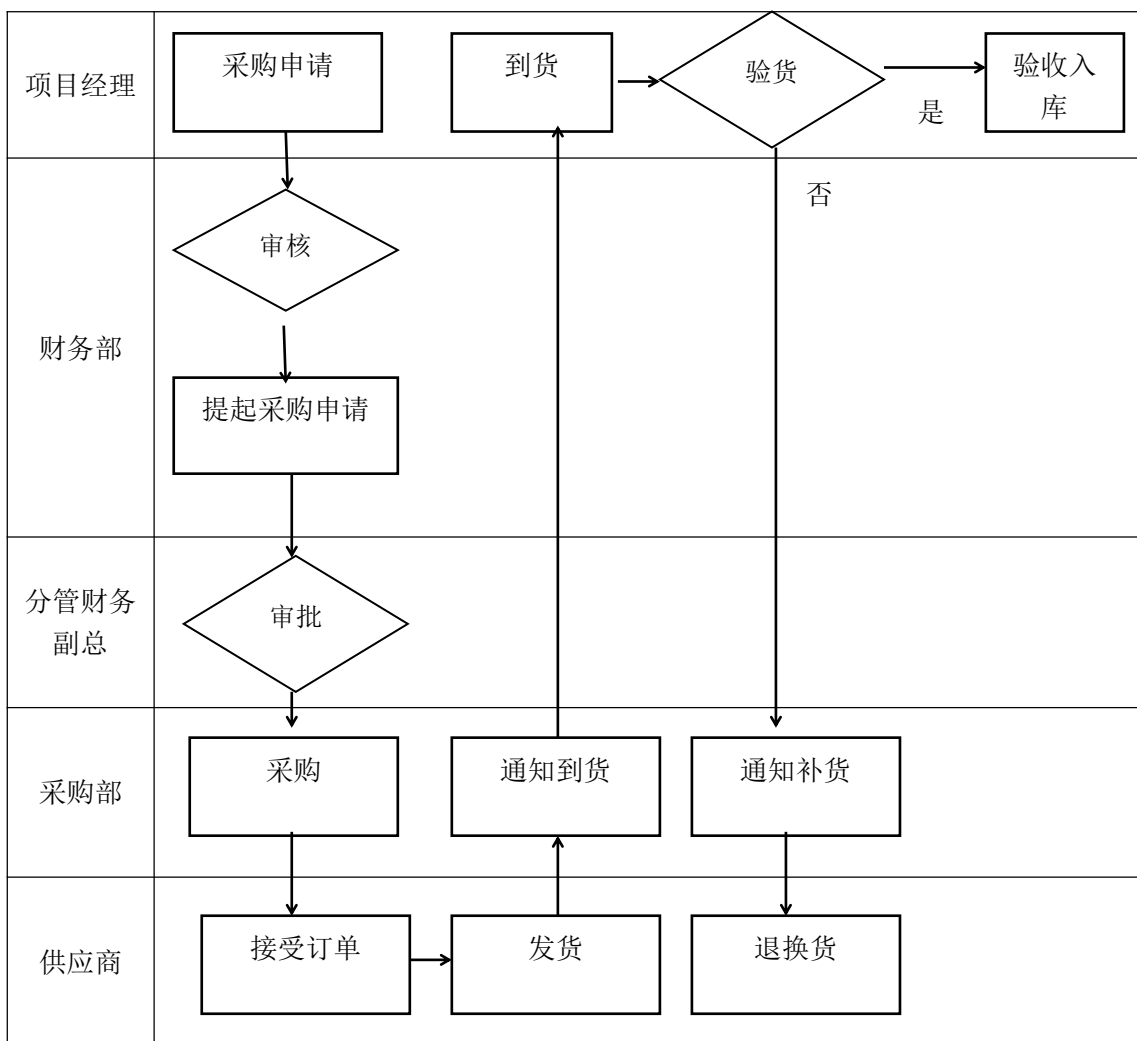 项目经理
采购申请
到货
验货
是
验收入
库
否
财务部
审核
提起采购申请
分管财务
副总
审批
采购部
采购
通知到货
通知补货
供应商
接受订单
发货
退换货